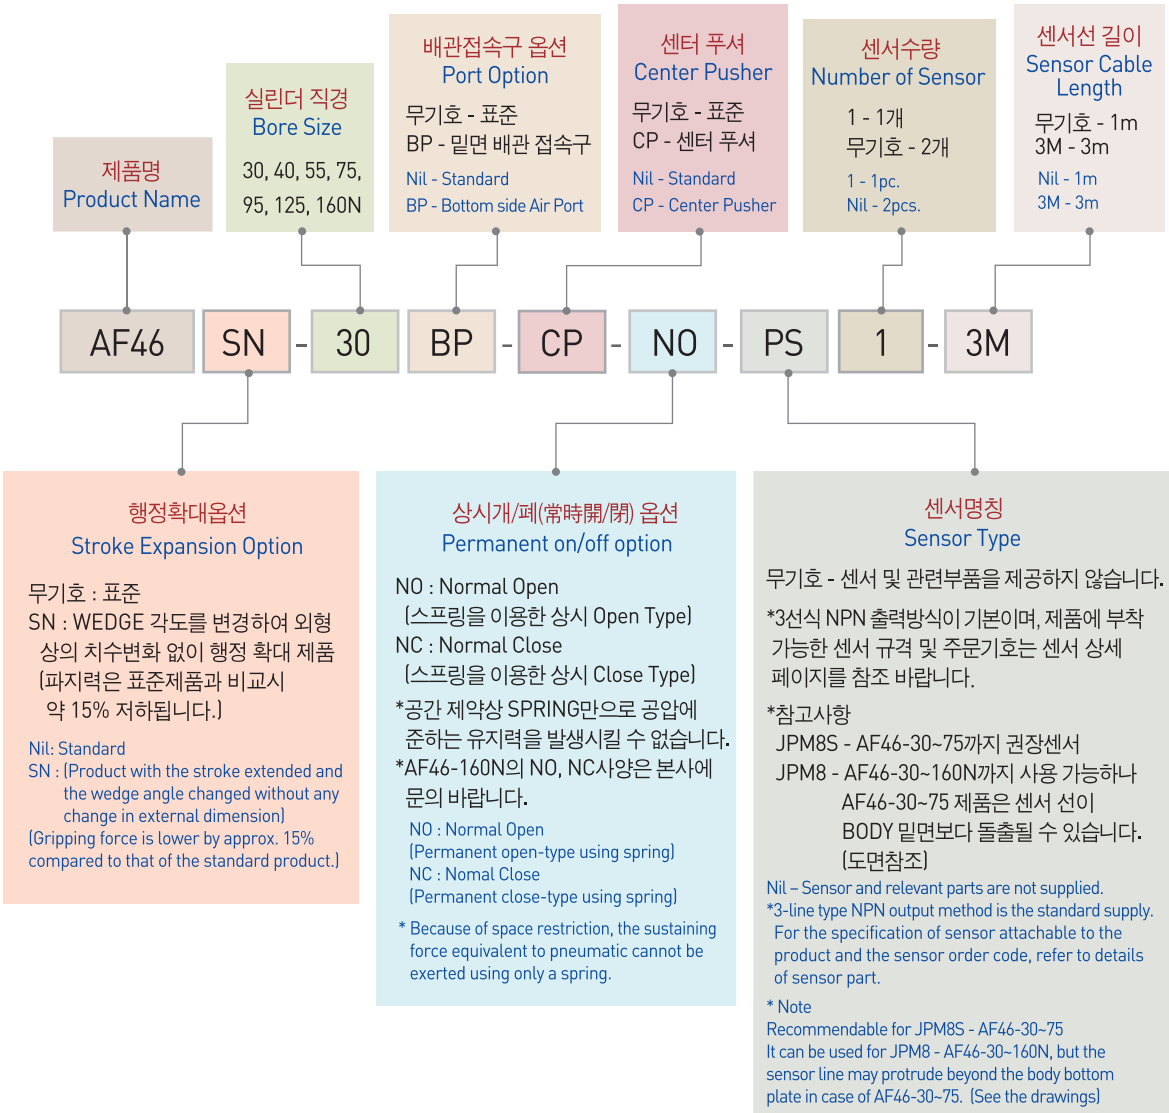 제품명
Product Name
실린더 직경
Bore Size
30, 40, 55, 75,
95, 125, 160N
배관접속구 옵션
Port Option
무기호 - 표준
BP - 밑면 배관 접속구
Nil - Standard
BP - Bottom side Air Port
센터 푸셔
Center Pusher
무기호 - 표준
CP - 센터 푸셔
Nil - Standard
CP - Center Pusher
센서수량
Number of Sensor
1 - 1개
무기호 - 2개
1 - 1pc.
Nil - 2pcs.
센서선 길이
Sensor Cable
Length
무기호 - 1m
3M - 3m
Nil - 1m
3M - 3m
AF46 SN - 30 BP - CP - NO - PS 1 - 3M
행정확대옵션
Stroke Expansion Option
무기호 : 표준
SN : WEDGE 각도를 변경하여 외형
상의 치수변화 없이 행정 확대 제품
(파지력은 표준제품과 비교시
약 15% 저하됩니다.)
Nil: Standard
SN : (Product with the stroke extended and
the wedge angle changed without any
change in external dimension)
(Gripping force is lower by approx. 15%
compared to that of the standard product.)
상시개/폐(常時開/閉) 옵션
Permanent on/off option
NO : Normal Open
(스프링을 이용한 상시 Open Type)
NC : Normal Close
(스프링을 이용한 상시 Close Type)
*공간 제약상 SPRING만으로 공압에
준하는 유지력을 발생시킬 수 없습니다.
*AF46-160N의 NO, NC사양은 본사에
문의 바랍니다.
NO : Normal Open
(Permanent open-type using spring)
NC : Nomal Close
(Permanent close-type using spring)
* Because of space restriction, the sustaining
force equivalent to pneumatic cannot be
exerted using only a spring.
센서명칭
Sensor Type
무기호 - 센서 및 관련부품을 제공하지 않습니다.
*3선식 NPN 출력방식이 기본이며, 제품에 부착
가능한 센서 규격 및 주문기호는 센서 상세
페이지를 참조 바랍니다.
*참고사항
JPM8S - AF46-30~75까지 권장센서
JPM8 - AF46-30~160N까지 사용 가능하나
AF46-30~75 제품은 센서 선이
BODY 밑면보다 돌출될 수 있습니다.
(도면참조)
Nil – Sensor and relevant parts are not supplied.
*3-line type NPN output method is the standard supply.
For the specification of sensor attachable to the
product and the sensor order code, refer to details
of sensor part.
* Note
Recommendable for JPM8S - AF46-30~75
It can be used for JPM8 - AF46-30~160N, but the
sensor line may protrude beyond the body bottom
plate in case of AF46-30~75. (See the drawings)